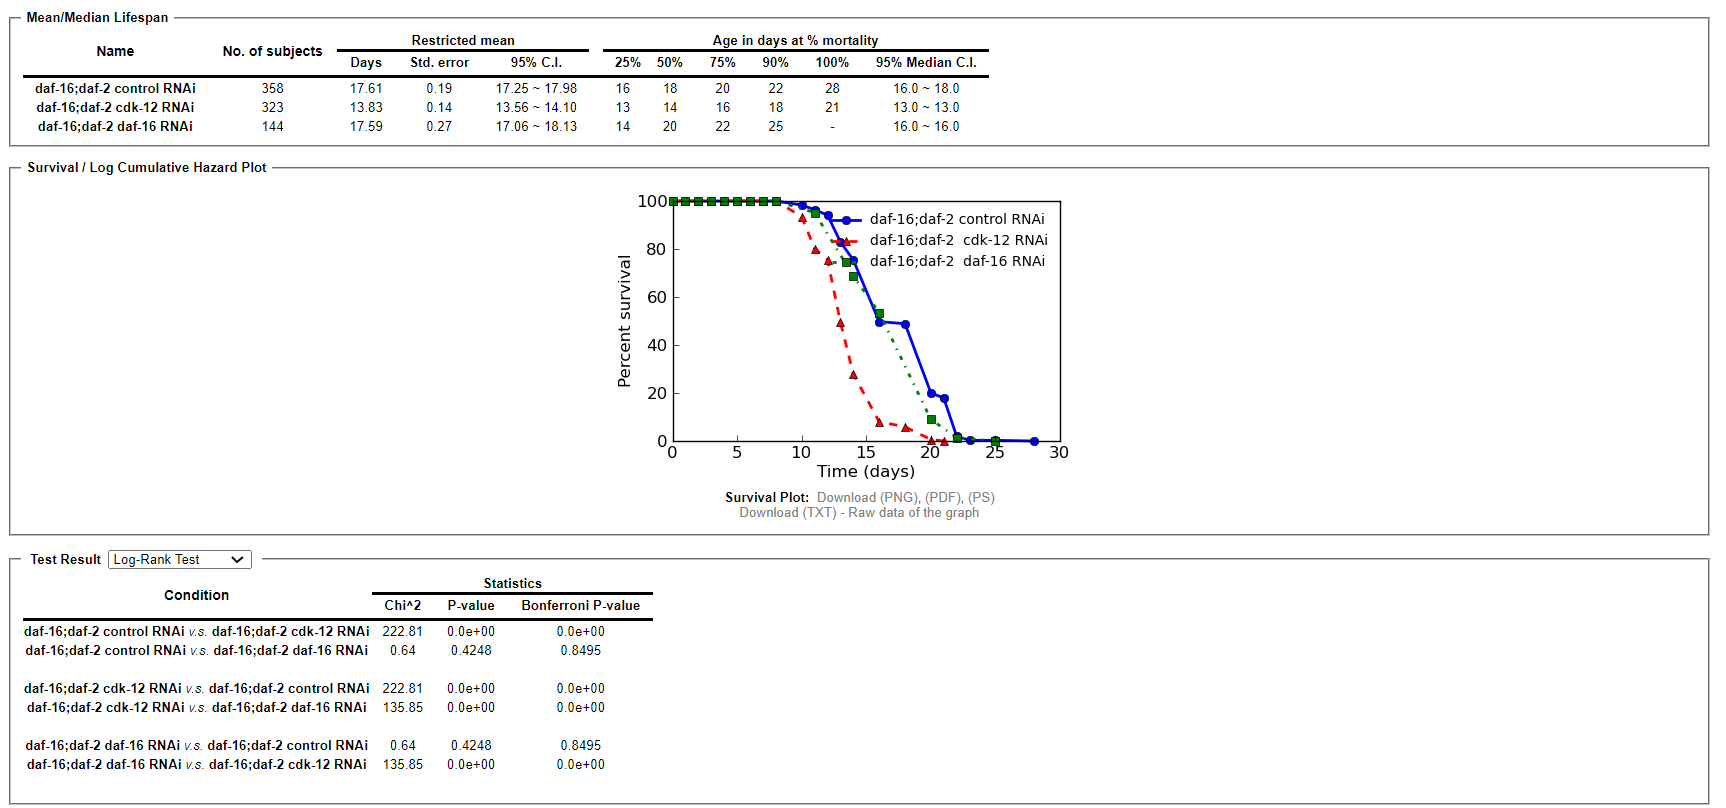 Mean/Median Lifespan
Name No. of subjects Restricted mean Age in days at % mortality
Days Std. error 95% C.I. 25% 50% 75% 90% 100% 95% Median C.I.
daf-16;daf-2 control RNAi 358 17.61 0.19 17.25 ~ 17.98 16 18 20 22 28 16.0 ~ 18.0
daf-16;daf-2 cdk-12 RNAi 323 13.83 0.14 13.56 ~ 14.10 13 14 16 18 21 13.0 ~ 13.0
daf-16;daf-2 daf-16 RNAi 144 17.59 0.27 17.06 ~ 18.13 14 20 22 25 - 16.0 ~ 16.0
Survival / Log Cumulative Hazard Plot
100
80
60
40
20
0
Percent survival
daf-16;daf-2 control RNAi
daf-16;daf-2 cdk-12 RNAi
daf-16;daf-2 daf-16 RNAi
0 5 10 15 20 25 30
Time (days)
Survival Plot: Download (PNG), (PDF), (PS)
Download (TXT) - Raw data of the graph
Test Result Log-Rank Test
Condition Statistics
Chi^2 P-value Bonferroni P-value
daf-16;daf-2 control RNAi v.s. daf-16;daf-2 cdk-12 RNAi 222.81 0.0e+00 0.0e+00
daf-16;daf-2 control RNAi v.s. daf-16;daf-2 daf-16 RNAi 0.64 0.4248 0.8495
daf-16;daf-2 cdk-12 RNAi v.s. daf-16;daf-2 control RNAi 222.81 0.0e+00 0.0e+00
daf-16;daf-2 cdk-12 RNAi v.s. daf-16;daf-2 daf-16 RNAi 135.85 0.0e+00 0.0e+00
daf-16;daf-2 daf-16 RNAi v.s. daf-16;daf-2 control RNAi 0.64 0.4248 0.8495
daf-16;daf-2 daf-16 RNAi v.s. daf-16;daf-2 cdk-12 RNAi 135.85 0.0e+00 0.0e+00